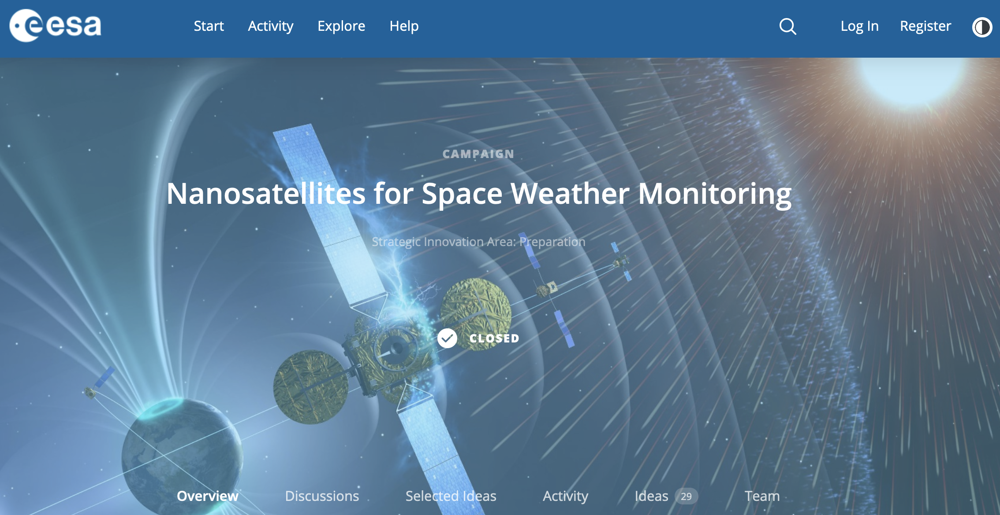 esa
Start Activity Explore Help Log In Register
CAMPAIGN
Nanosatellites for Space Weather Monitoring
Strategic Innovation Area: Preparation
CLOSED
Overview Discussions Selected Ideas Activity Ideas 29 Team